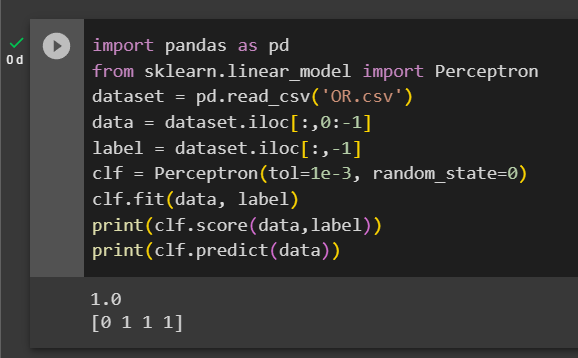 import pandas as pd
0d
from sklearn.linear_model import Perceptron
dataset = pd.read_csv('OR.csv')
data = dataset.iloc[:,0:-1]
label = dataset.iloc[:,-1]
clf = Perceptron(tol=1e-3, random_state=0)
clf.fit(data, label)
print(clf.score(data,label))
print(clf.predict(data))
1.0
[0 1 1 1]